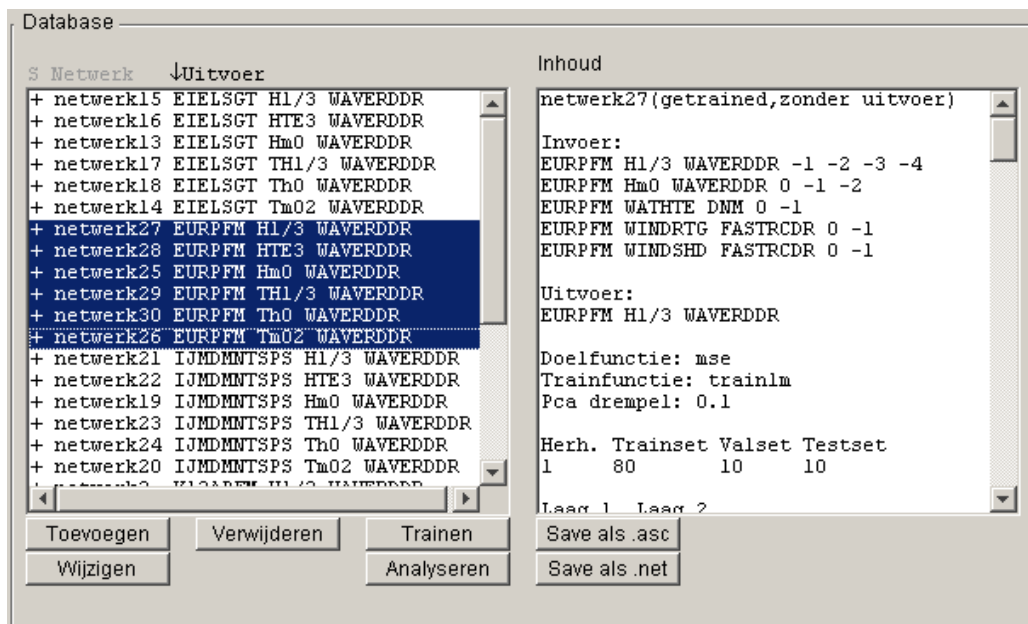 Database
S Netwerk ↓Uitvoer
+ netwerk15 EIELSGT H1/3 WAVERDDR
+ netwerk16 EIELSGT HTE3 WAVERDDR
+ netwerk13 EIELSGT Hm0 WAVERDDR
+ netwerk17 EIELSGT TH1/3 WAVERDDR
+ netwerk18 EIELSGT Th0 WAVERDDR
+ netwerk14 EIELSGT Tm02 WAVERDDR
+ netwerk27 EURPFM H1/3 WAVERDDR
+ netwerk28 EURPFM HTE3 WAVERDDR
+ netwerk25 EURPFM Hm0 WAVERDDR
+ netwerk29 EURPFM TH1/3 WAVERDDR
+ netwerk30 EURPFM Th0 WAVERDDR
+ netwerk26 EURPFM Tm02 WAVERDDR
+ netwerk21 IJMDMNTSPS H1/3 WAVERDDR
+ netwerk22 IJMDMNTSPS HTE3 WAVERDDR
+ netwerk19 IJMDMNTSPS Hm0 WAVERDDR
+ netwerk23 IJMDMNTSPS TH1/3 WAVERDDR
+ netwerk24 IJMDMNTSPS Th0 WAVERDDR
+ netwerk20 IJMDMNTSPS Tm02 WAVERDDR
Inhoud
netwerk27(getrained,zonder uitvoer)
Invoer:
EURPFM H1/3 WAVERDDR -1 -2 -3 -4
EURPFM Hm0 WAVERDDR 0 -1 -2
EURPFM WATHTE DNM 0 -1
EURPFM WINDRTG FASTRCDR 0 -1
EURPFM WINDSHD FASTRCDR 0 -1
Uitvoer:
EURPFM H1/3 WAVERDDR
Doelfunctie: mse
Trainfunctie: trainlm
Pca drempel: 0.1
Herh. Trainset Valset Testset
1 80 10 10
Laag 1 Laag 2
Toevoegen Verwijderen Trainen Save als .asc
Wijzigen Analyseren Save als .net